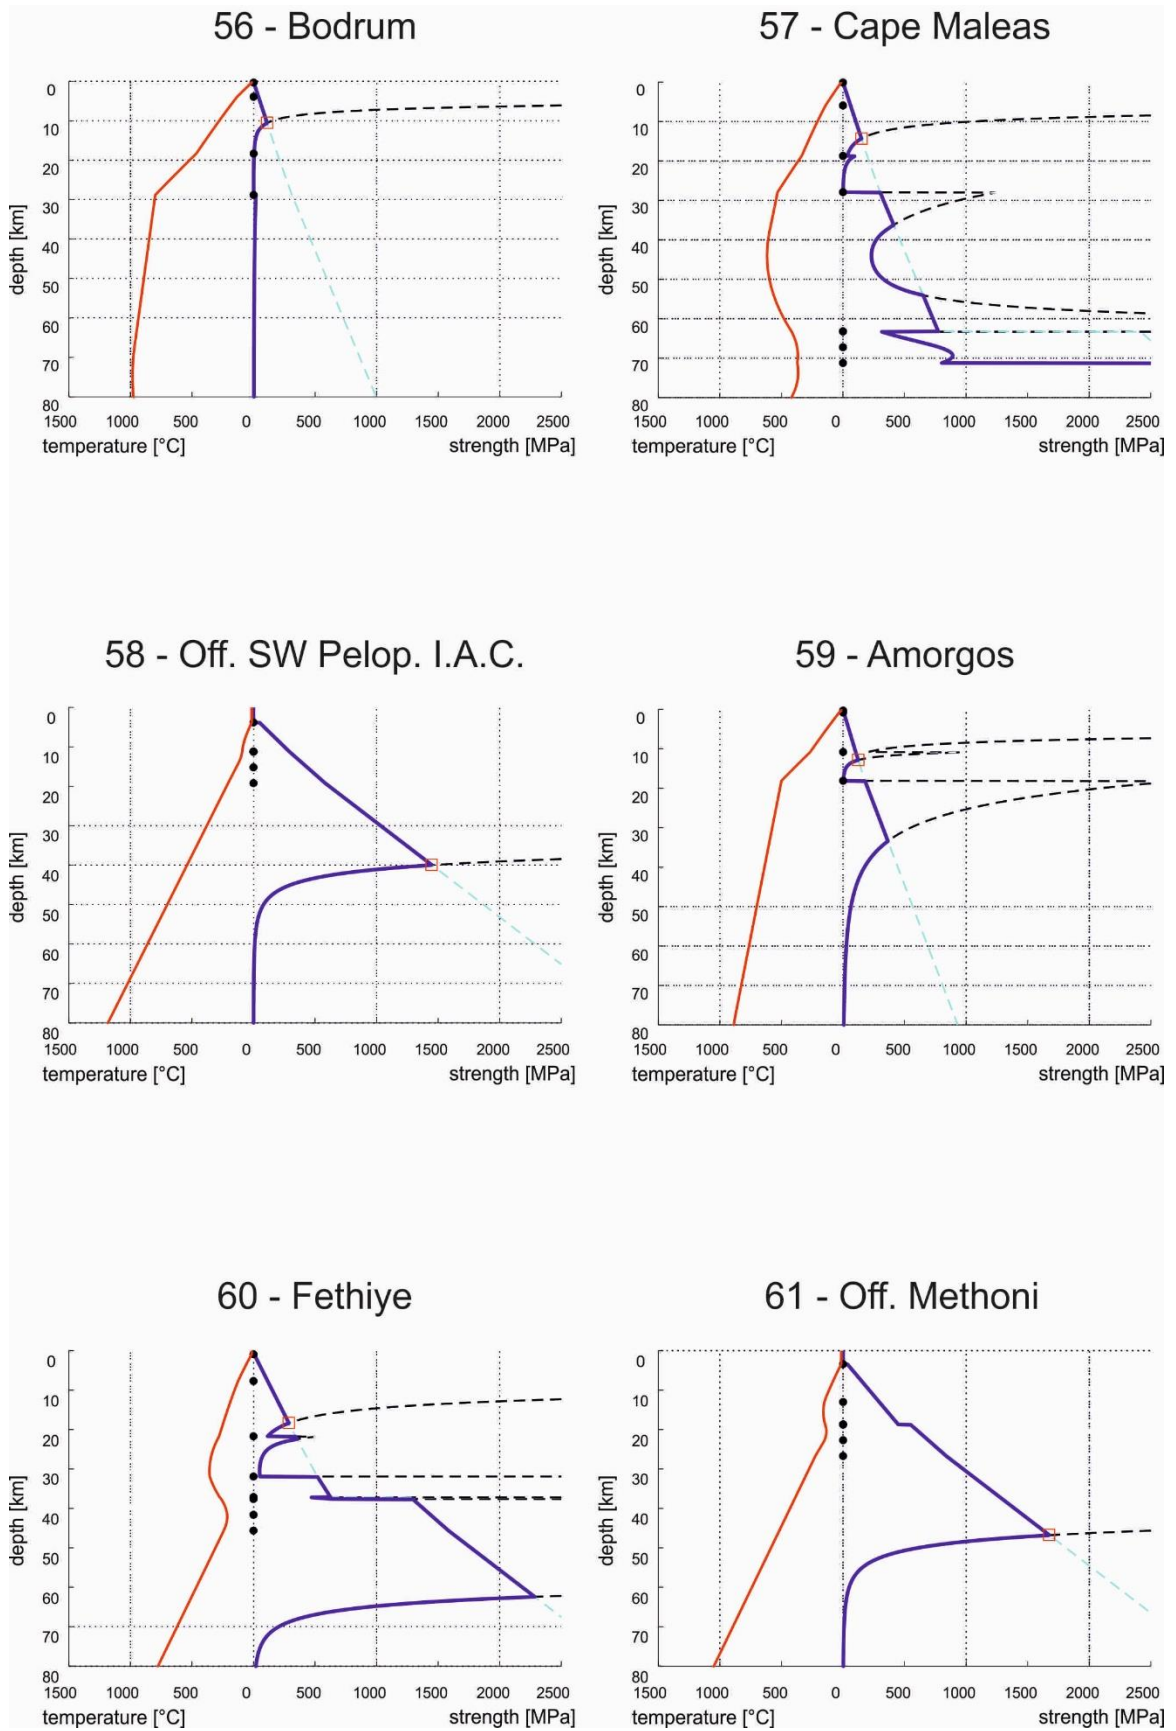 56 - Bodrum
0
10
20
30
40
50
60
70
80
depth [km]
1500 1000 500 0 500 1000 1500 2000 2500
temperature [°C] strength [MPa]
57 - Cape Maleas
0
10
20
30
40
50
60
70
80
depth [km]
1500 1000 500 0 500 1000 1500 2000 2500
temperature [°C] strength [MPa]
58 - Off. SW Pelop. I.A.C.
0
10
20
30
40
50
60
70
80
depth [km]
1500 1000 500 0 500 1000 1500 2000 2500
temperature [°C] strength [MPa]
59 - Amorgos
0
10
20
30
40
50
60
70
80
depth [km]
1500 1000 500 0 500 1000 1500 2000 2500
temperature [°C] strength [MPa]
60 - Fethiye
0
10
20
30
40
50
60
70
80
depth [km]
1500 1000 500 0 500 1000 1500 2000 2500
temperature [°C] strength [MPa]
61 - Off. Methoni
0
10
20
30
40
50
60
70
80
depth [km]
1500 1000 500 0 500 1000 1500 2000 2500
temperature [°C] strength [MPa]